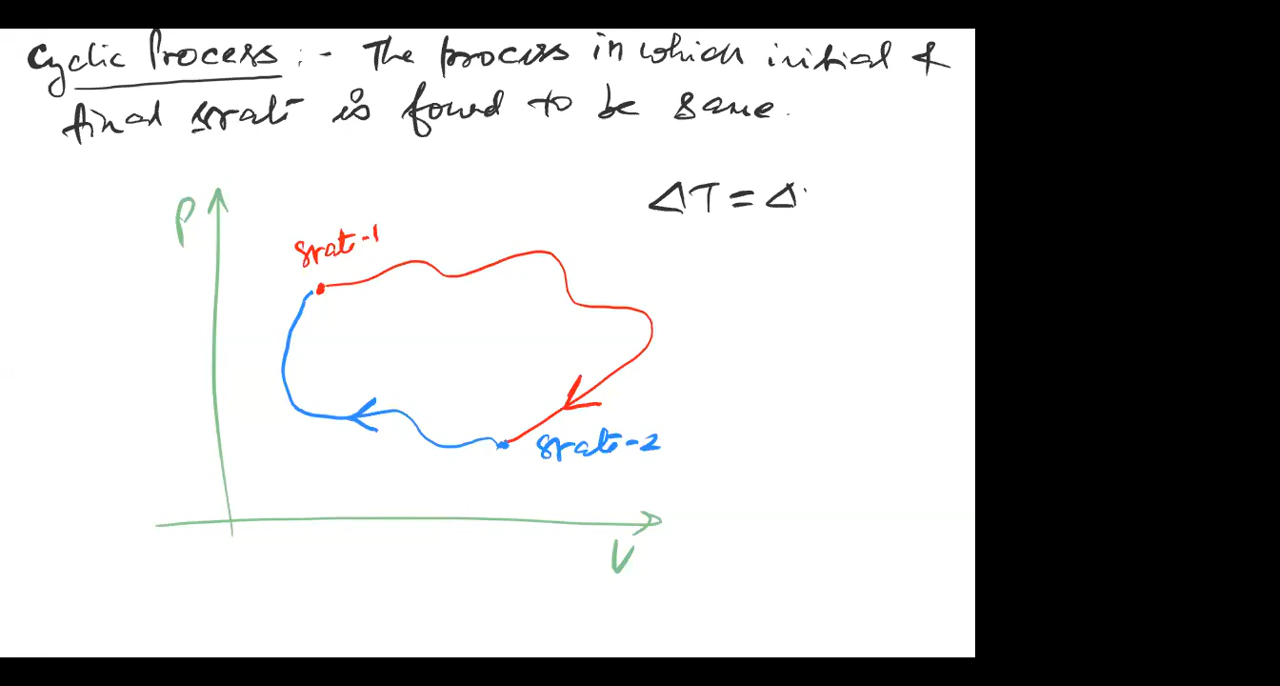 Cyclic Process :- The process in which initial &
final state is found to be same.
ΔT = Δ
P
state-1
state-2
V